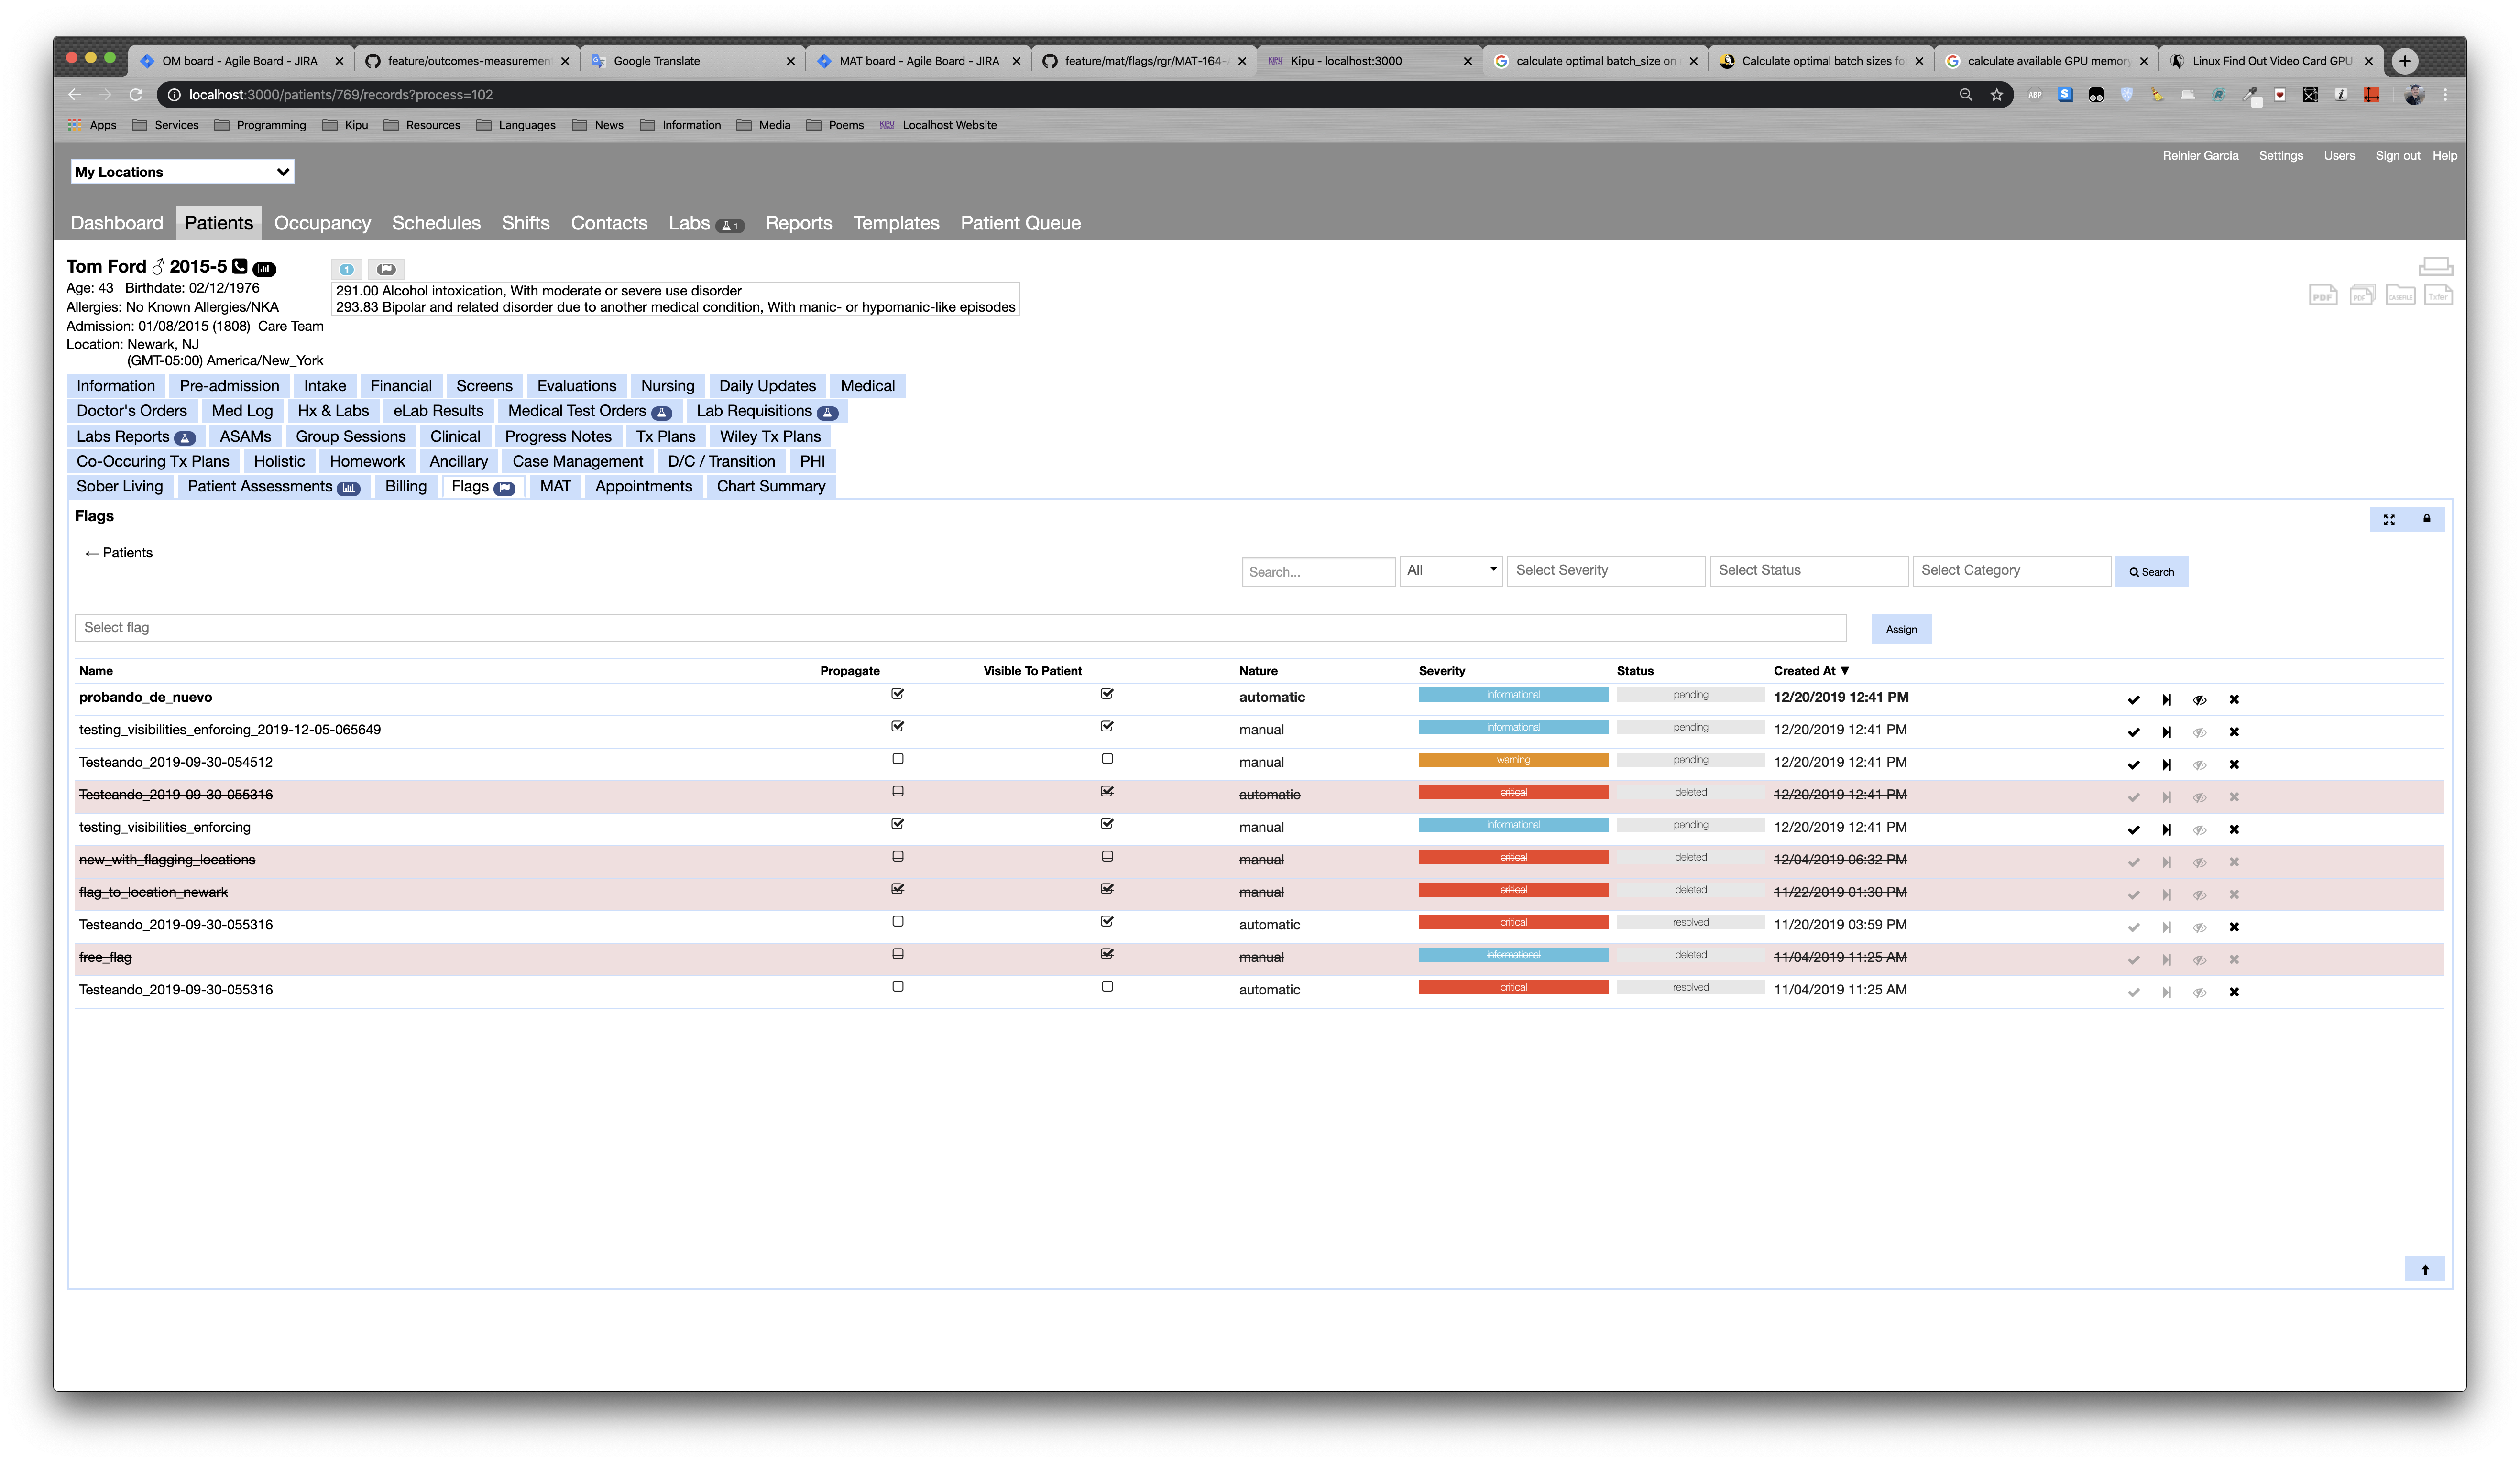 OM board - Agile Board - JIRA
feature/outcomes-measuremen
Google Translate
MAT board - Agile Board - JIRA
feature/mat/flags/rgr/MAT-164-
Kipu - localhost:3000
calculate optimal batch_size on
Calculate optimal batch sizes fo
calculate available GPU memory
Linux Find Out Video Card GPU
localhost:3000/patients/769/records?process=102
ABP
Apps Services Programming Kipu Resources Languages News Information Media Poems KIPU Localhost Website
Reinier Garcia Settings Users Sign out Help
My Locations
Dashboard Patients Occupancy Schedules Shifts Contacts Labs 1 Reports Templates Patient Queue
Tom Ford ♂ 2015-5
1
Age: 43 Birthdate: 02/12/1976
Allergies: No Known Allergies/NKA
Admission: 01/08/2015 (1808) Care Team
Location: Newark, NJ
(GMT-05:00) America/New_York
291.00 Alcohol intoxication, With moderate or severe use disorder
293.83 Bipolar and related disorder due to another medical condition, With manic- or hypomanic-like episodes
PDF PDF CASEFILE Txfer
Information Pre-admission Intake Financial Screens Evaluations Nursing Daily Updates Medical
Doctor's Orders Med Log Hx & Labs eLab Results Medical Test Orders Lab Requisitions
Labs Reports ASAMs Group Sessions Clinical Progress Notes Tx Plans Wiley Tx Plans
Co-Occuring Tx Plans Holistic Homework Ancillary Case Management D/C / Transition PHI
Sober Living Patient Assessments Billing Flags MAT Appointments Chart Summary
Flags
← Patients
Search... All Select Severity Select Status Select Category Search
Select flag Assign
Name Propagate Visible To Patient Nature Severity Status Created At ▼
probando_de_nuevo automatic informational pending 12/20/2019 12:41 PM
testing_visibilities_enforcing_2019-12-05-065649 manual informational pending 12/20/2019 12:41 PM
Testeando_2019-09-30-054512 manual warning pending 12/20/2019 12:41 PM
Testeando_2019-09-30-055316 automatic critical deleted 12/20/2019 12:41 PM
testing_visibilities_enforcing manual informational pending 12/20/2019 12:41 PM
new_with_flagging_locations manual critical deleted 12/04/2019 06:32 PM
flag_to_location_newark manual critical deleted 11/22/2019 01:30 PM
Testeando_2019-09-30-055316 automatic critical resolved 11/20/2019 03:59 PM
free_flag manual informational deleted 11/04/2019 11:25 AM
Testeando_2019-09-30-055316 automatic critical resolved 11/04/2019 11:25 AM